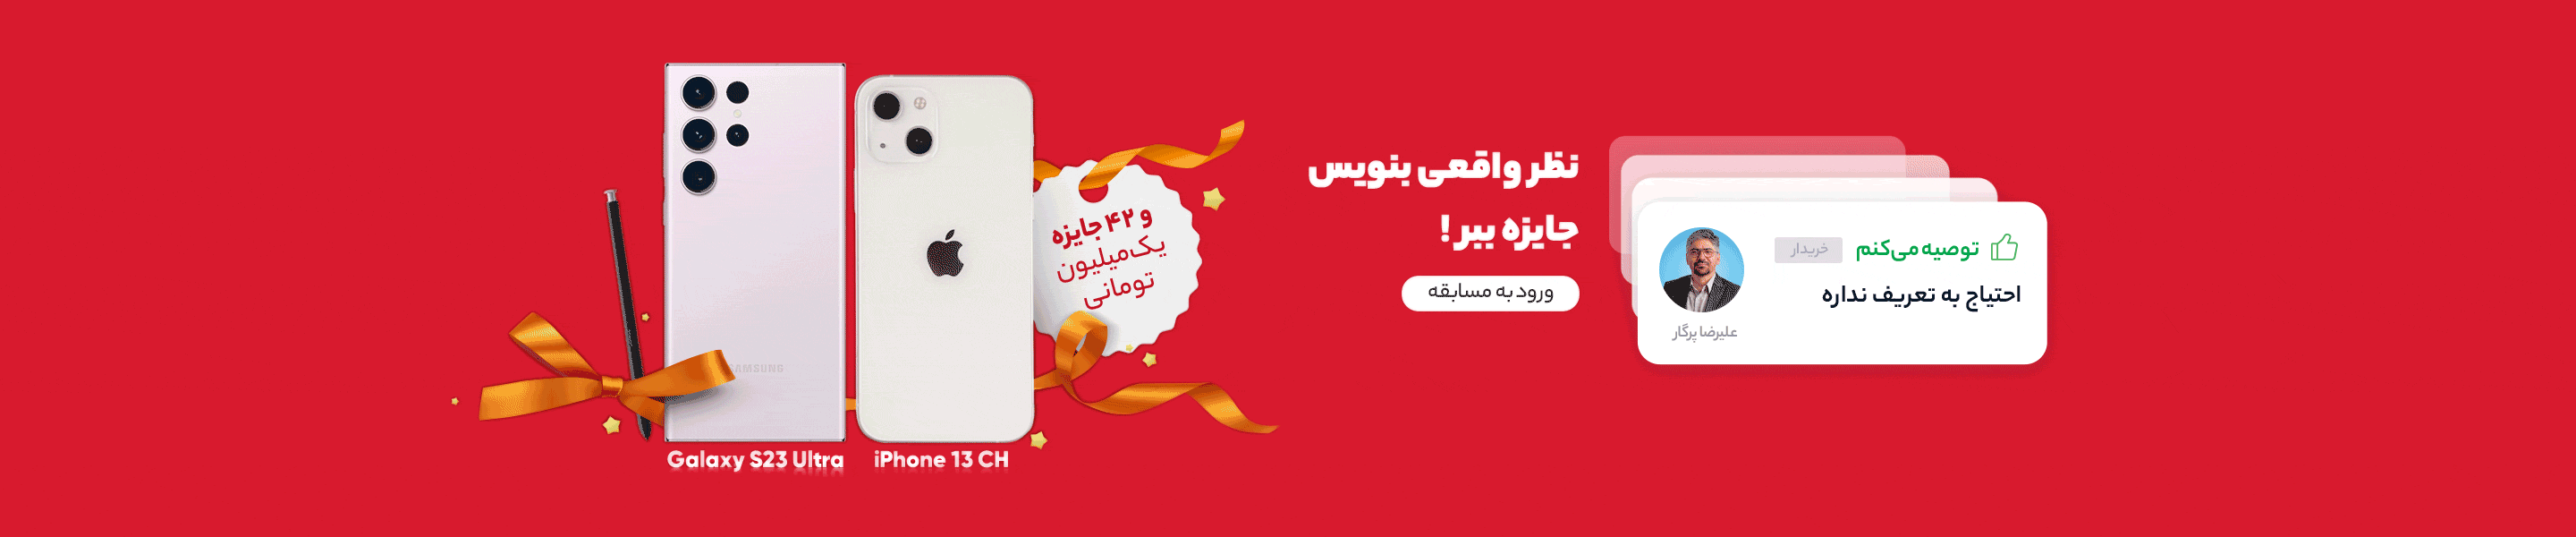 توصیه می‌کنم
خریدار
احتیاج به تعریف نداره
علیرضا پرگار
نظر واقعی بنویس
جایزه ببر !
ورود به مسابقه
و ۴۲ جایزه
یک‌میلیون
تومانی
SAMSUNG
Galaxy S23 Ultra
iPhone 13 CH